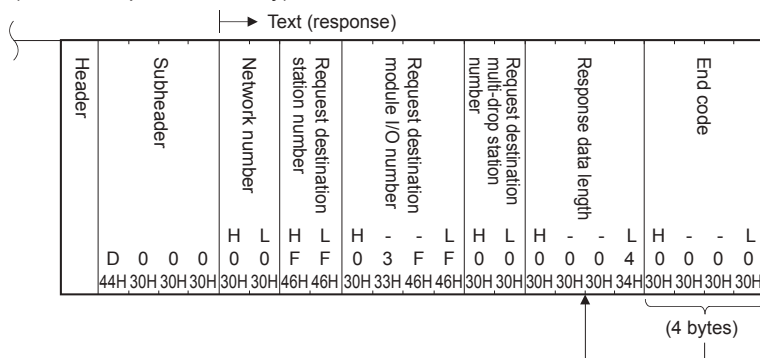 Text (response)
Header
Subheader
Network number
Request destination
station number
Request destination
module I/O number
Request destination
multi-drop station
number
Response data length
End code
H L H L H - - L H L H - - L H - - L
D 0 0 0 0 0 F F 0 3 F F 0 0 0 0 0 4 0 0 0 0
44H 30H 30H 30H 30H 30H 46H 46H 30H 33H 46H 46H 30H 30H 30H 30H 30H 34H 30H 30H 30H 30H
(4 bytes)